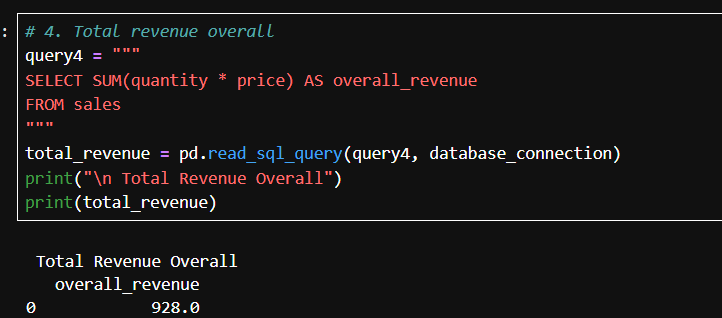 :
# 4. Total revenue overall
query4 = """
SELECT SUM(quantity * price) AS overall_revenue
FROM sales
"""
total_revenue = pd.read_sql_query(query4, database_connection)
print("\n Total Revenue Overall")
print(total_revenue)
 Total Revenue Overall
   overall_revenue
0            928.0